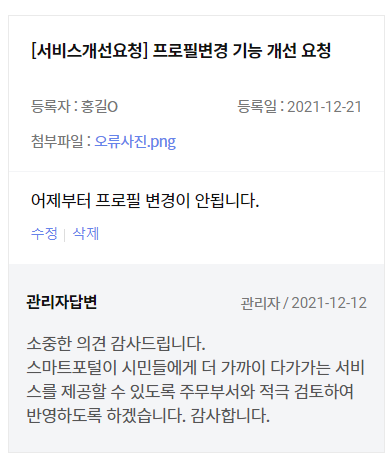 [서비스개선요청] 프로필변경 기능 개선 요청
등록자 : 홍길O 등록일 : 2021-12-21
첨부파일 : 오류사진.png
어제부터 프로필 변경이 안됩니다.
수정 | 삭제
관리자답변 관리자 / 2021-12-12
소중한 의견 감사드립니다.
스마트포털이 시민들에게 더 가까이 다가가는 서비
스를 제공할 수 있도록 주무부서와 적극 검토하여
반영하도록 하겠습니다. 감사합니다.